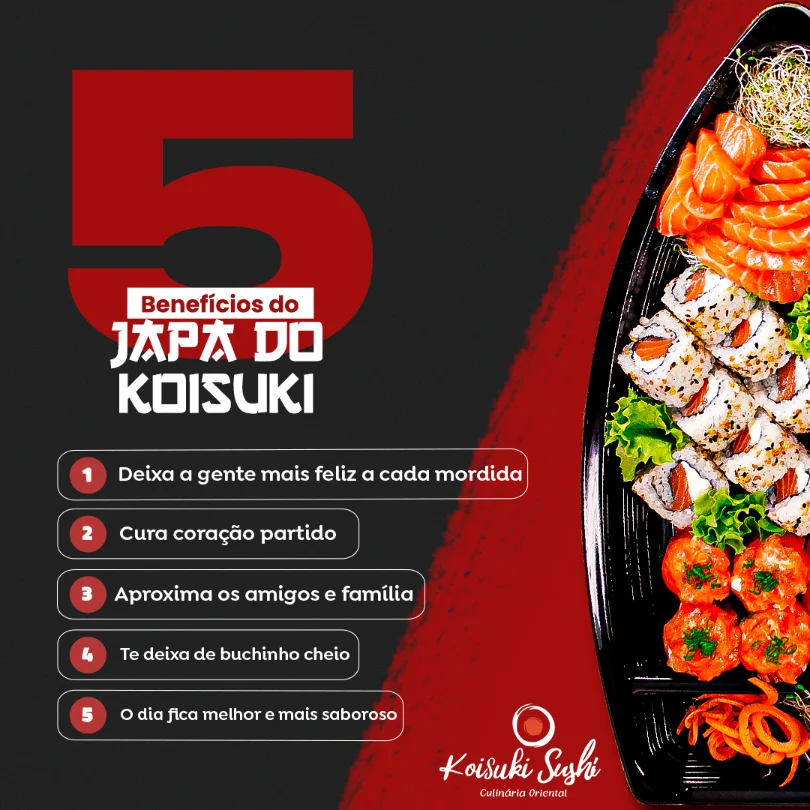 5
Benefícios do
JAPA DO
KOISUKI
1 Deixa a gente mais feliz a cada mordida
2 Cura coração partido
3 Aproxima os amigos e família
4 Te deixa de buchinho cheio
5 O dia fica melhor e mais saboroso
Koisuki Sushi
Culinária Oriental